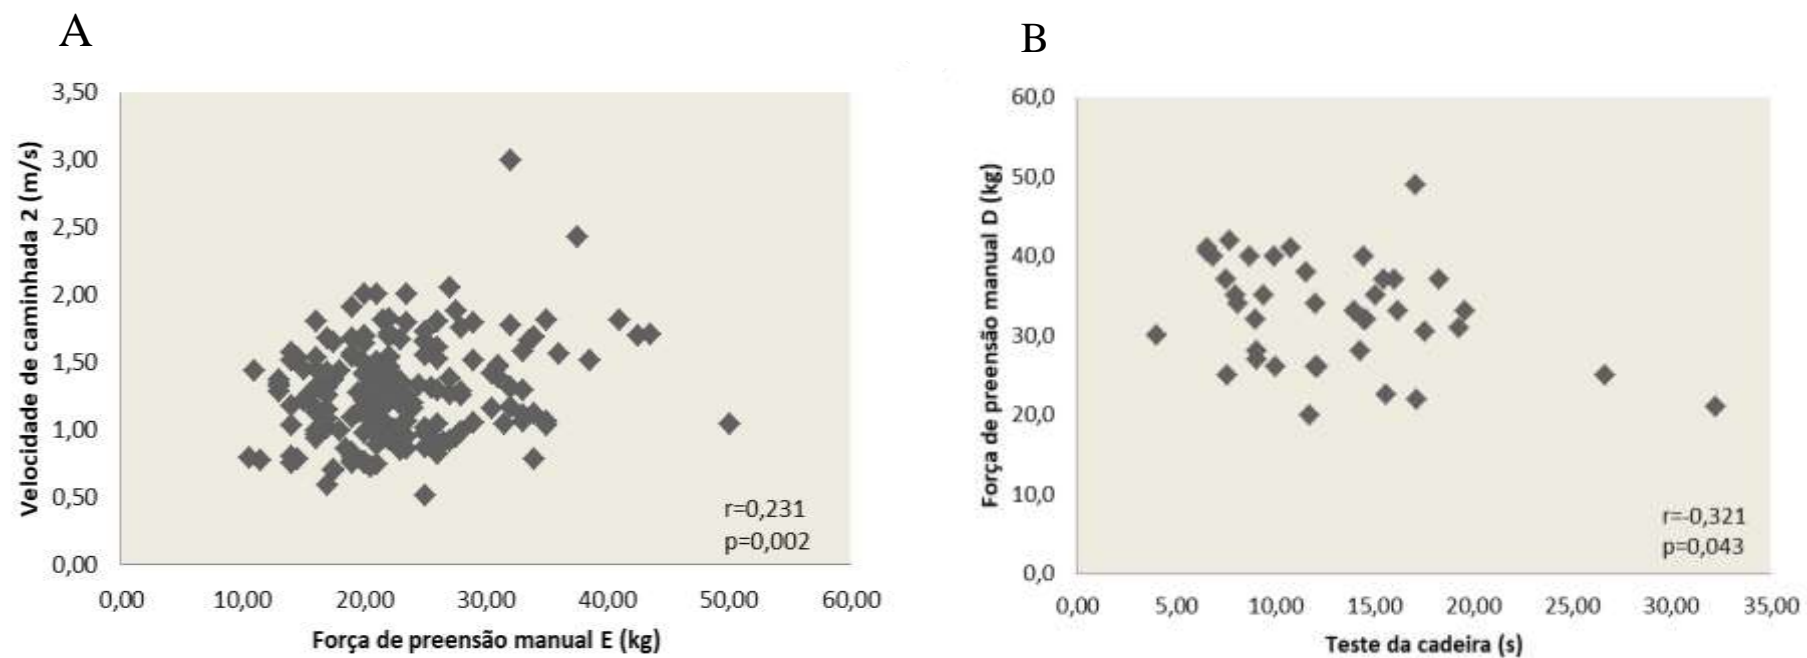 A
3,50
3,00
2,50
2,00
1,50
1,00
0,50
0,00
Velocidade de caminhada 2 (m/s)
r=0,231
p=0,002
0,00 10,00 20,00 30,00 40,00 50,00 60,00
Força de preensão manual E (kg)
B
60,0
50,0
40,0
30,0
20,0
10,0
0,0
Força de preensão manual D (kg)
r=-0,321
p=0,043
0,00 5,00 10,00 15,00 20,00 25,00 30,00 35,00
Teste da cadeira (s)